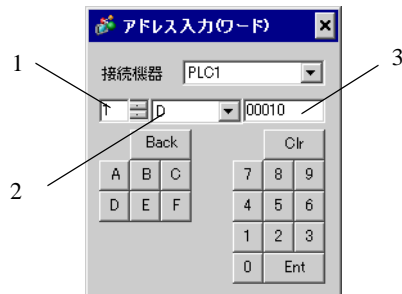 アドレス入力(ワード)
1
3
接続機器 PLC1
1 D 00010
Back Clr
2
A B C 7 8 9
D E F 4 5 6
1 2 3
0 Ent